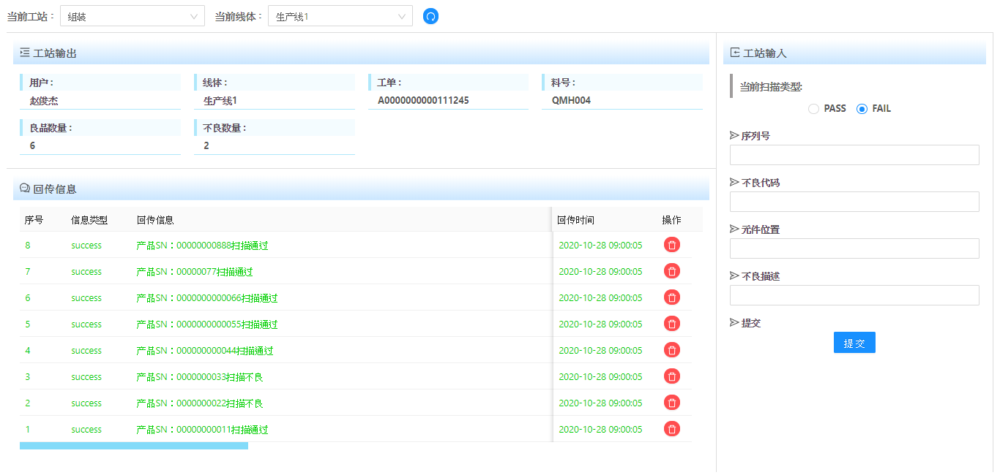 当前工站： 组装 当前线体： 生产线1
工站输出
用户： 线体： 工单： 料号：
赵俊杰 生产线1 A0000000000111245 QMH004
良品数量： 不良数量：
6 2
回传信息
序号 信息类型 回传信息 回传时间 操作
8 success 产品SN：00000000888扫描通过 2020-10-28 09:00:05
7 success 产品SN：00000077扫描通过 2020-10-28 09:00:05
6 success 产品SN：0000000000066扫描通过 2020-10-28 09:00:05
5 success 产品SN：0000000000055扫描通过 2020-10-28 09:00:05
4 success 产品SN：000000000044扫描通过 2020-10-28 09:00:05
3 success 产品SN：0000000033扫描不良 2020-10-28 09:00:05
2 success 产品SN：0000000022扫描不良 2020-10-28 09:00:05
1 success 产品SN：00000000011扫描通过 2020-10-28 09:00:05
工站输入
当前扫描类型:
PASS FAIL
序列号
不良代码
元件位置
不良描述
提交
提交